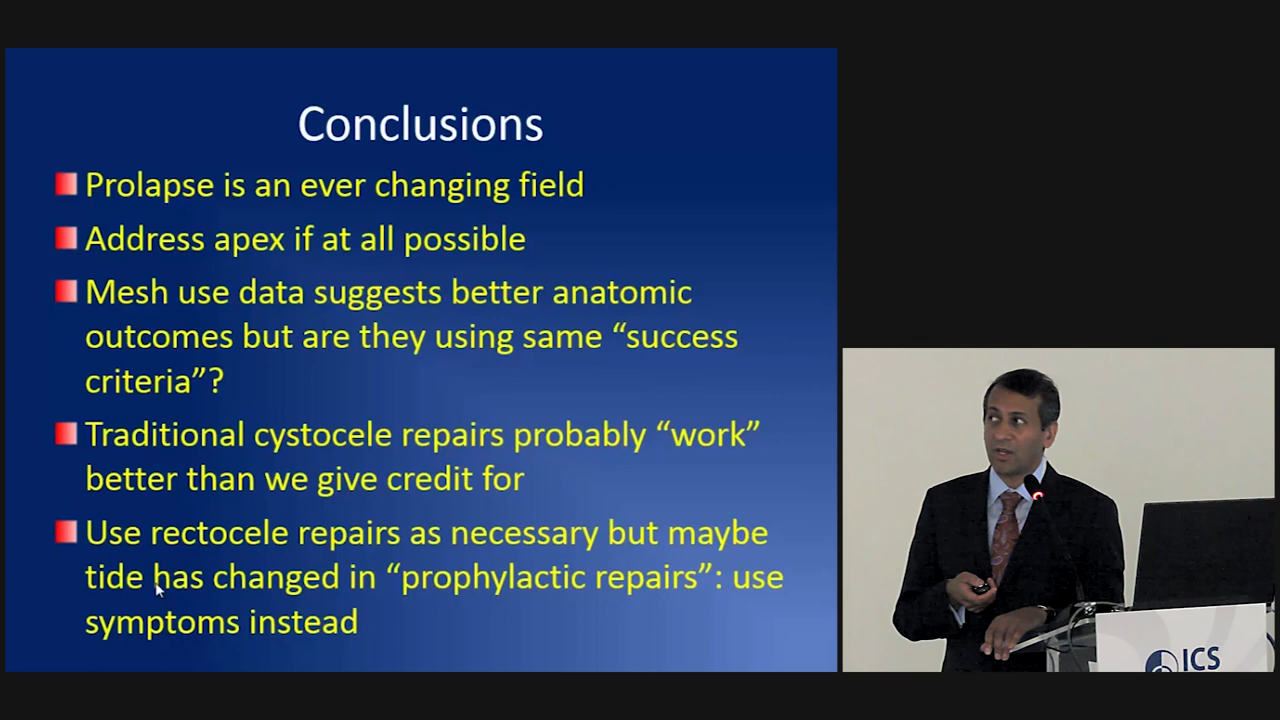 Conclusions
Prolapse is an ever changing field
Address apex if at all possible
Mesh use data suggests better anatomic
outcomes but are they using same “success
criteria”?
Traditional cystocele repairs probably “work”
better than we give credit for
Use rectocele repairs as necessary but maybe
tide has changed in “prophylactic repairs”: use
symptoms instead
ICS